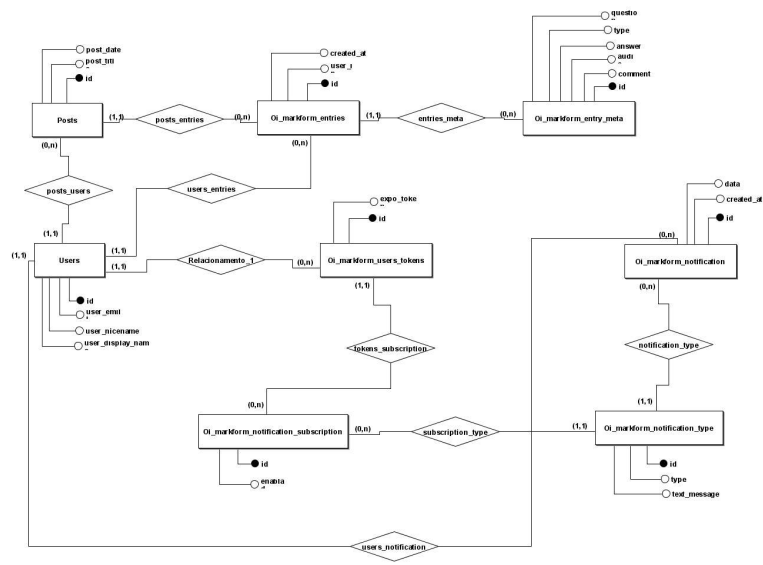 questio
post_date
created_at
type
post_titl
user_i
answer
audi
id
id
comment
id
Posts
(1,1)
posts_entries
(0,n)
Oi_markform_entries
(1,1)
entries_meta
(0,n)
Oi_markform_entry_meta
(0,n)
(0,n)
posts_users
users_entries
data
expo_toke
created_at
id
id
(1,1)
(1,1)
(0,n)
(1,1)
Users
(1,1)
Relacionamento_1
(0,n)
Oi_markform_users_tokens
Oi_markform_notification
(1,1)
(0,n)
id
user_emil
user_nicename
user_display_nam
tokens_subscription
notification_type
(0,n)
(1,1)
Oi_markform_notification_subscription
(0,n)
subscription_type
(1,1)
Oi_markform_notification_type
id
id
enabla
type
text_message
users_notification